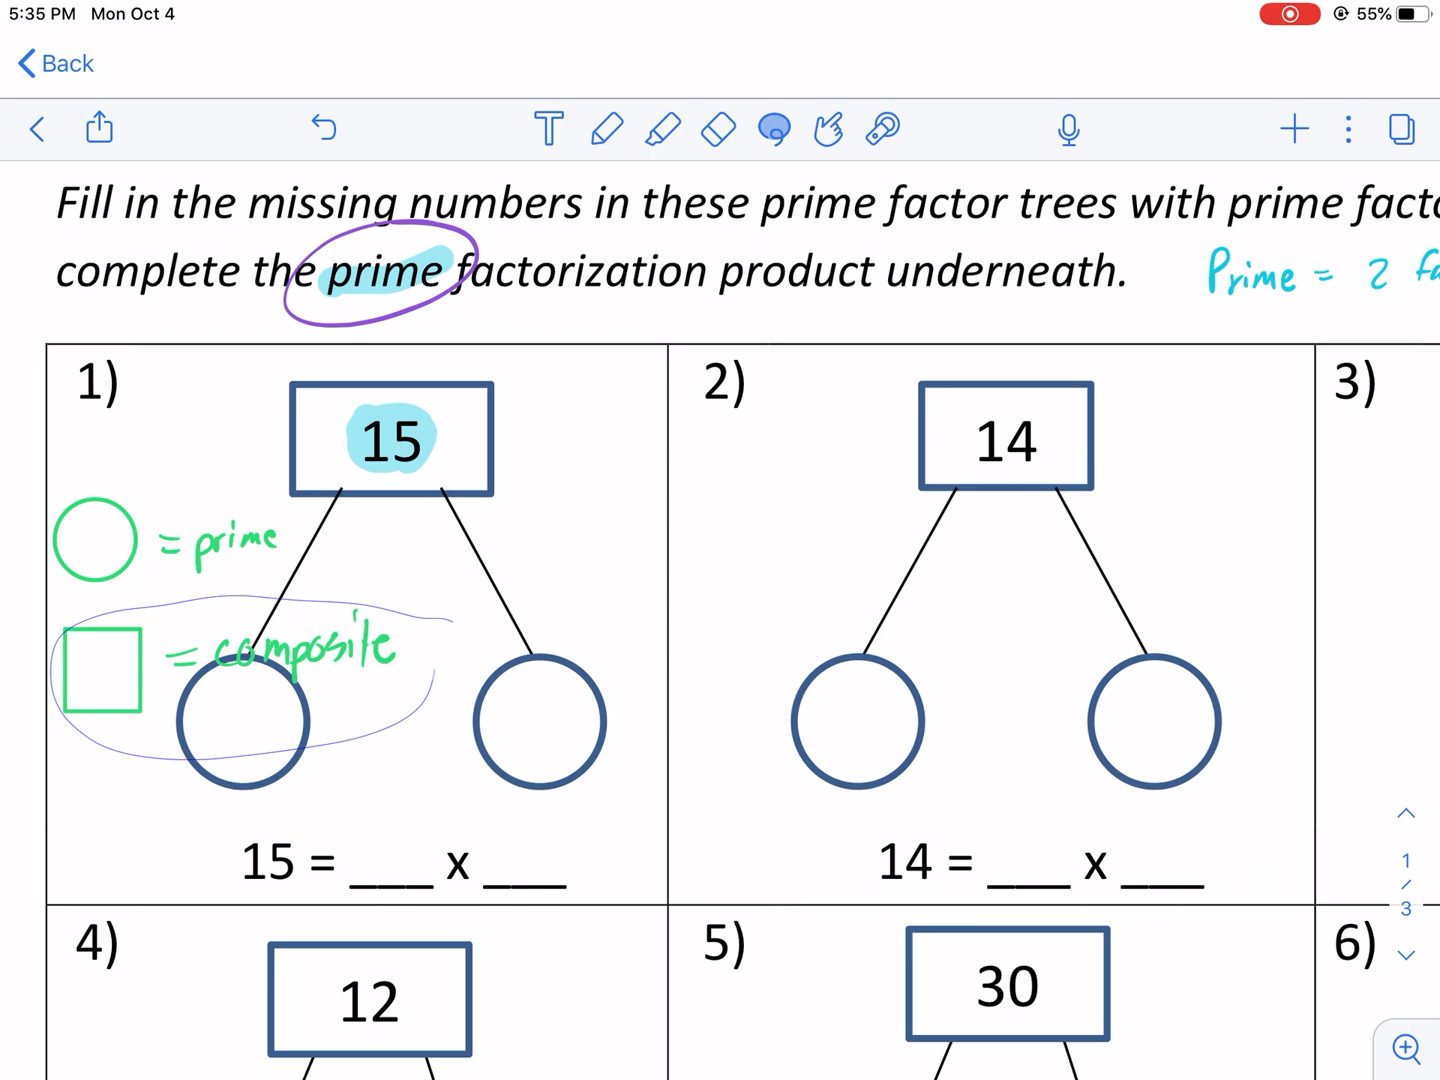 5:35 PM Mon Oct 4
55%
Back
Fill in the missing numbers in these prime factor trees with prime
complete the prime factorization product underneath.
Prime = 2
1)
15
= prime
= composite
15 = ___ x ___
2)
14
14 = ___ x ___
3)
4)
12
5)
30
6)
1
/
3